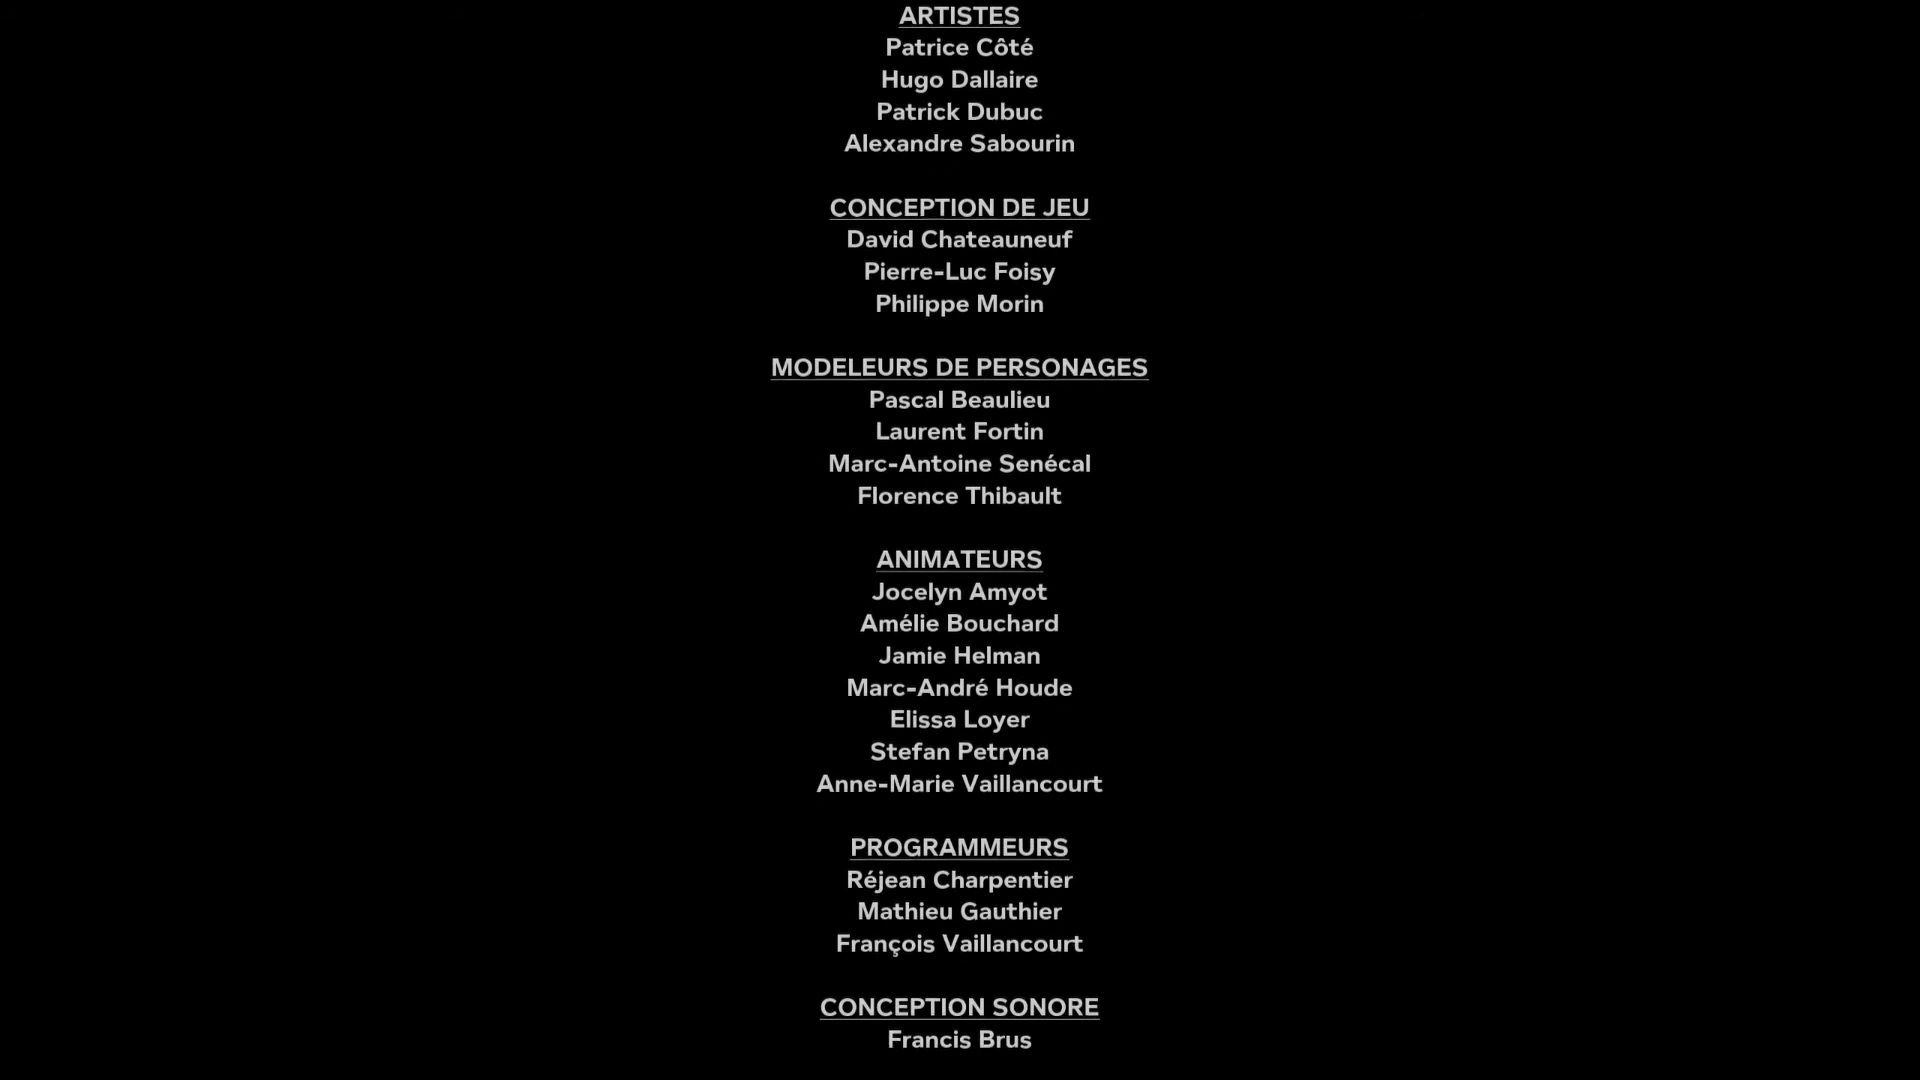 ARTISTES
Patrice Côté
Hugo Dallaire
Patrick Dubuc
Alexandre Sabourin
CONCEPTION DE JEU
David Chateauneuf
Pierre-Luc Foisy
Philippe Morin
MODELEURS DE PERSONAGES
Pascal Beaulieu
Laurent Fortin
Marc-Antoine Senécal
Florence Thibault
ANIMATEURS
Jocelyn Amyot
Amélie Bouchard
Jamie Helman
Marc-André Houde
Elissa Loyer
Stefan Petryna
Anne-Marie Vaillancourt
PROGRAMMEURS
Réjean Charpentier
Mathieu Gauthier
François Vaillancourt
CONCEPTION SONORE
Francis Brus